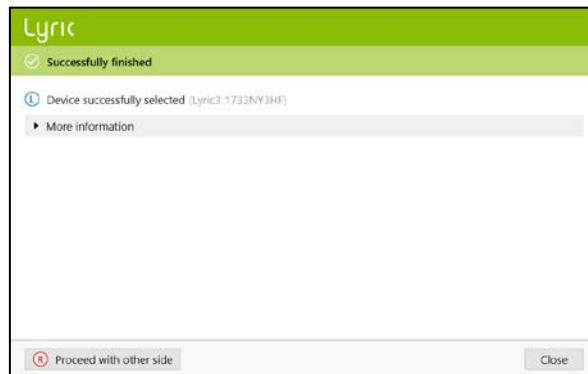 Lyric
Successfully finished
L Device successfully selected (Lyric3 1733NY3HF)
More information
R Proceed with other side
Close